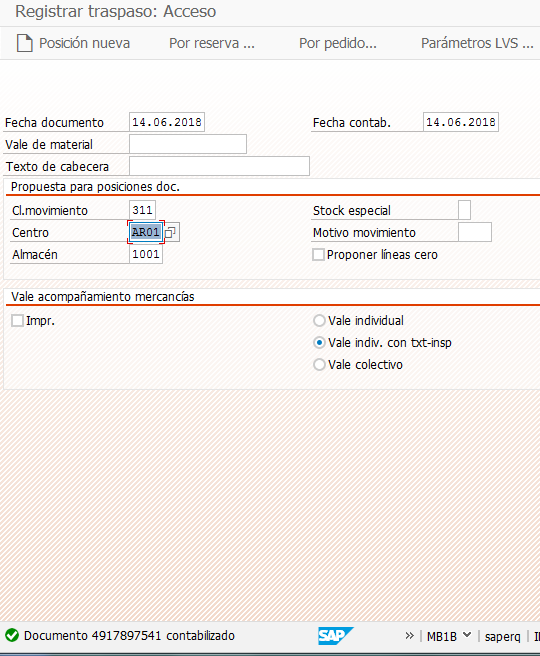 Registrar traspaso: Acceso
Posición nueva Por reserva ... Por pedido... Parámetros LVS ...
Fecha documento 14.06.2018 Fecha contab. 14.06.2018
Vale de material
Texto de cabecera
Propuesta para posiciones doc.
Cl.movimiento 311 Stock especial
Centro AR01 Motivo movimiento
Almacén 1001 Proponer líneas cero
Vale acompañamiento mercancías
Impr. Vale individual
Vale indiv. con txt-insp
Vale colectivo
Documento 4917897541 contabilizado SAP » MB1B saperq